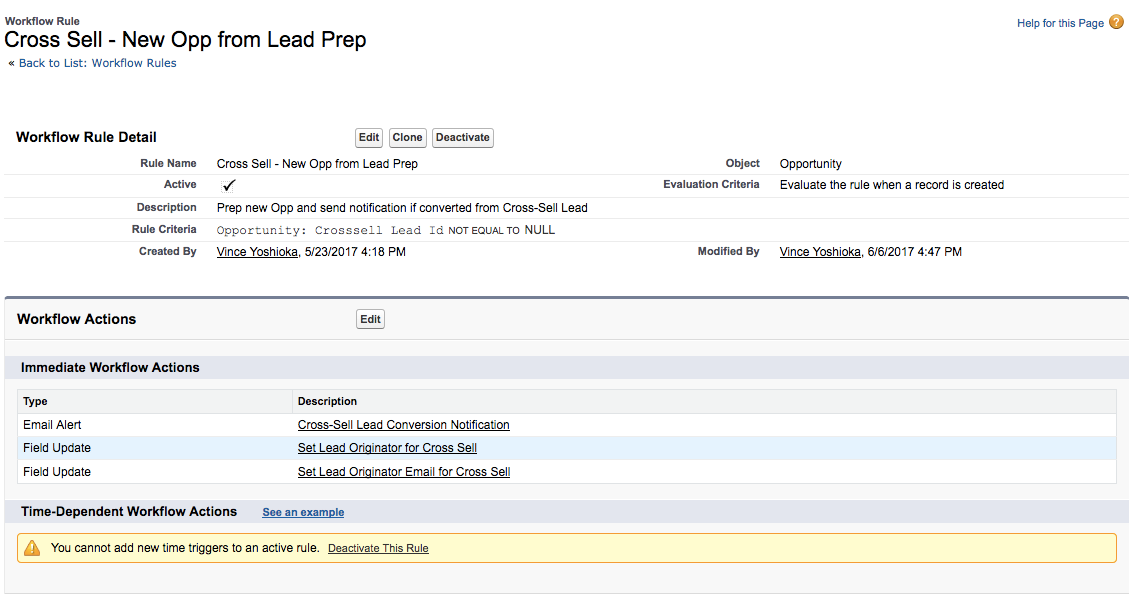 Workflow Rule
Help for this Page ?
Cross Sell - New Opp from Lead Prep
« Back to List: Workflow Rules
Workflow Rule Detail Edit Clone Deactivate
Rule Name Cross Sell - New Opp from Lead Prep Object Opportunity
Active Evaluation Criteria Evaluate the rule when a record is created
Description Prep new Opp and send notification if converted from Cross-Sell Lead
Rule Criteria Opportunity: Crosssell Lead Id NOT EQUAL TO NULL
Created By Vince Yoshioka, 5/23/2017 4:18 PM Modified By Vince Yoshioka, 6/6/2017 4:47 PM
Workflow Actions Edit
Immediate Workflow Actions
Type Description
Email Alert Cross-Sell Lead Conversion Notification
Field Update Set Lead Originator for Cross Sell
Field Update Set Lead Originator Email for Cross Sell
Time-Dependent Workflow Actions See an example
You cannot add new time triggers to an active rule. Deactivate This Rule